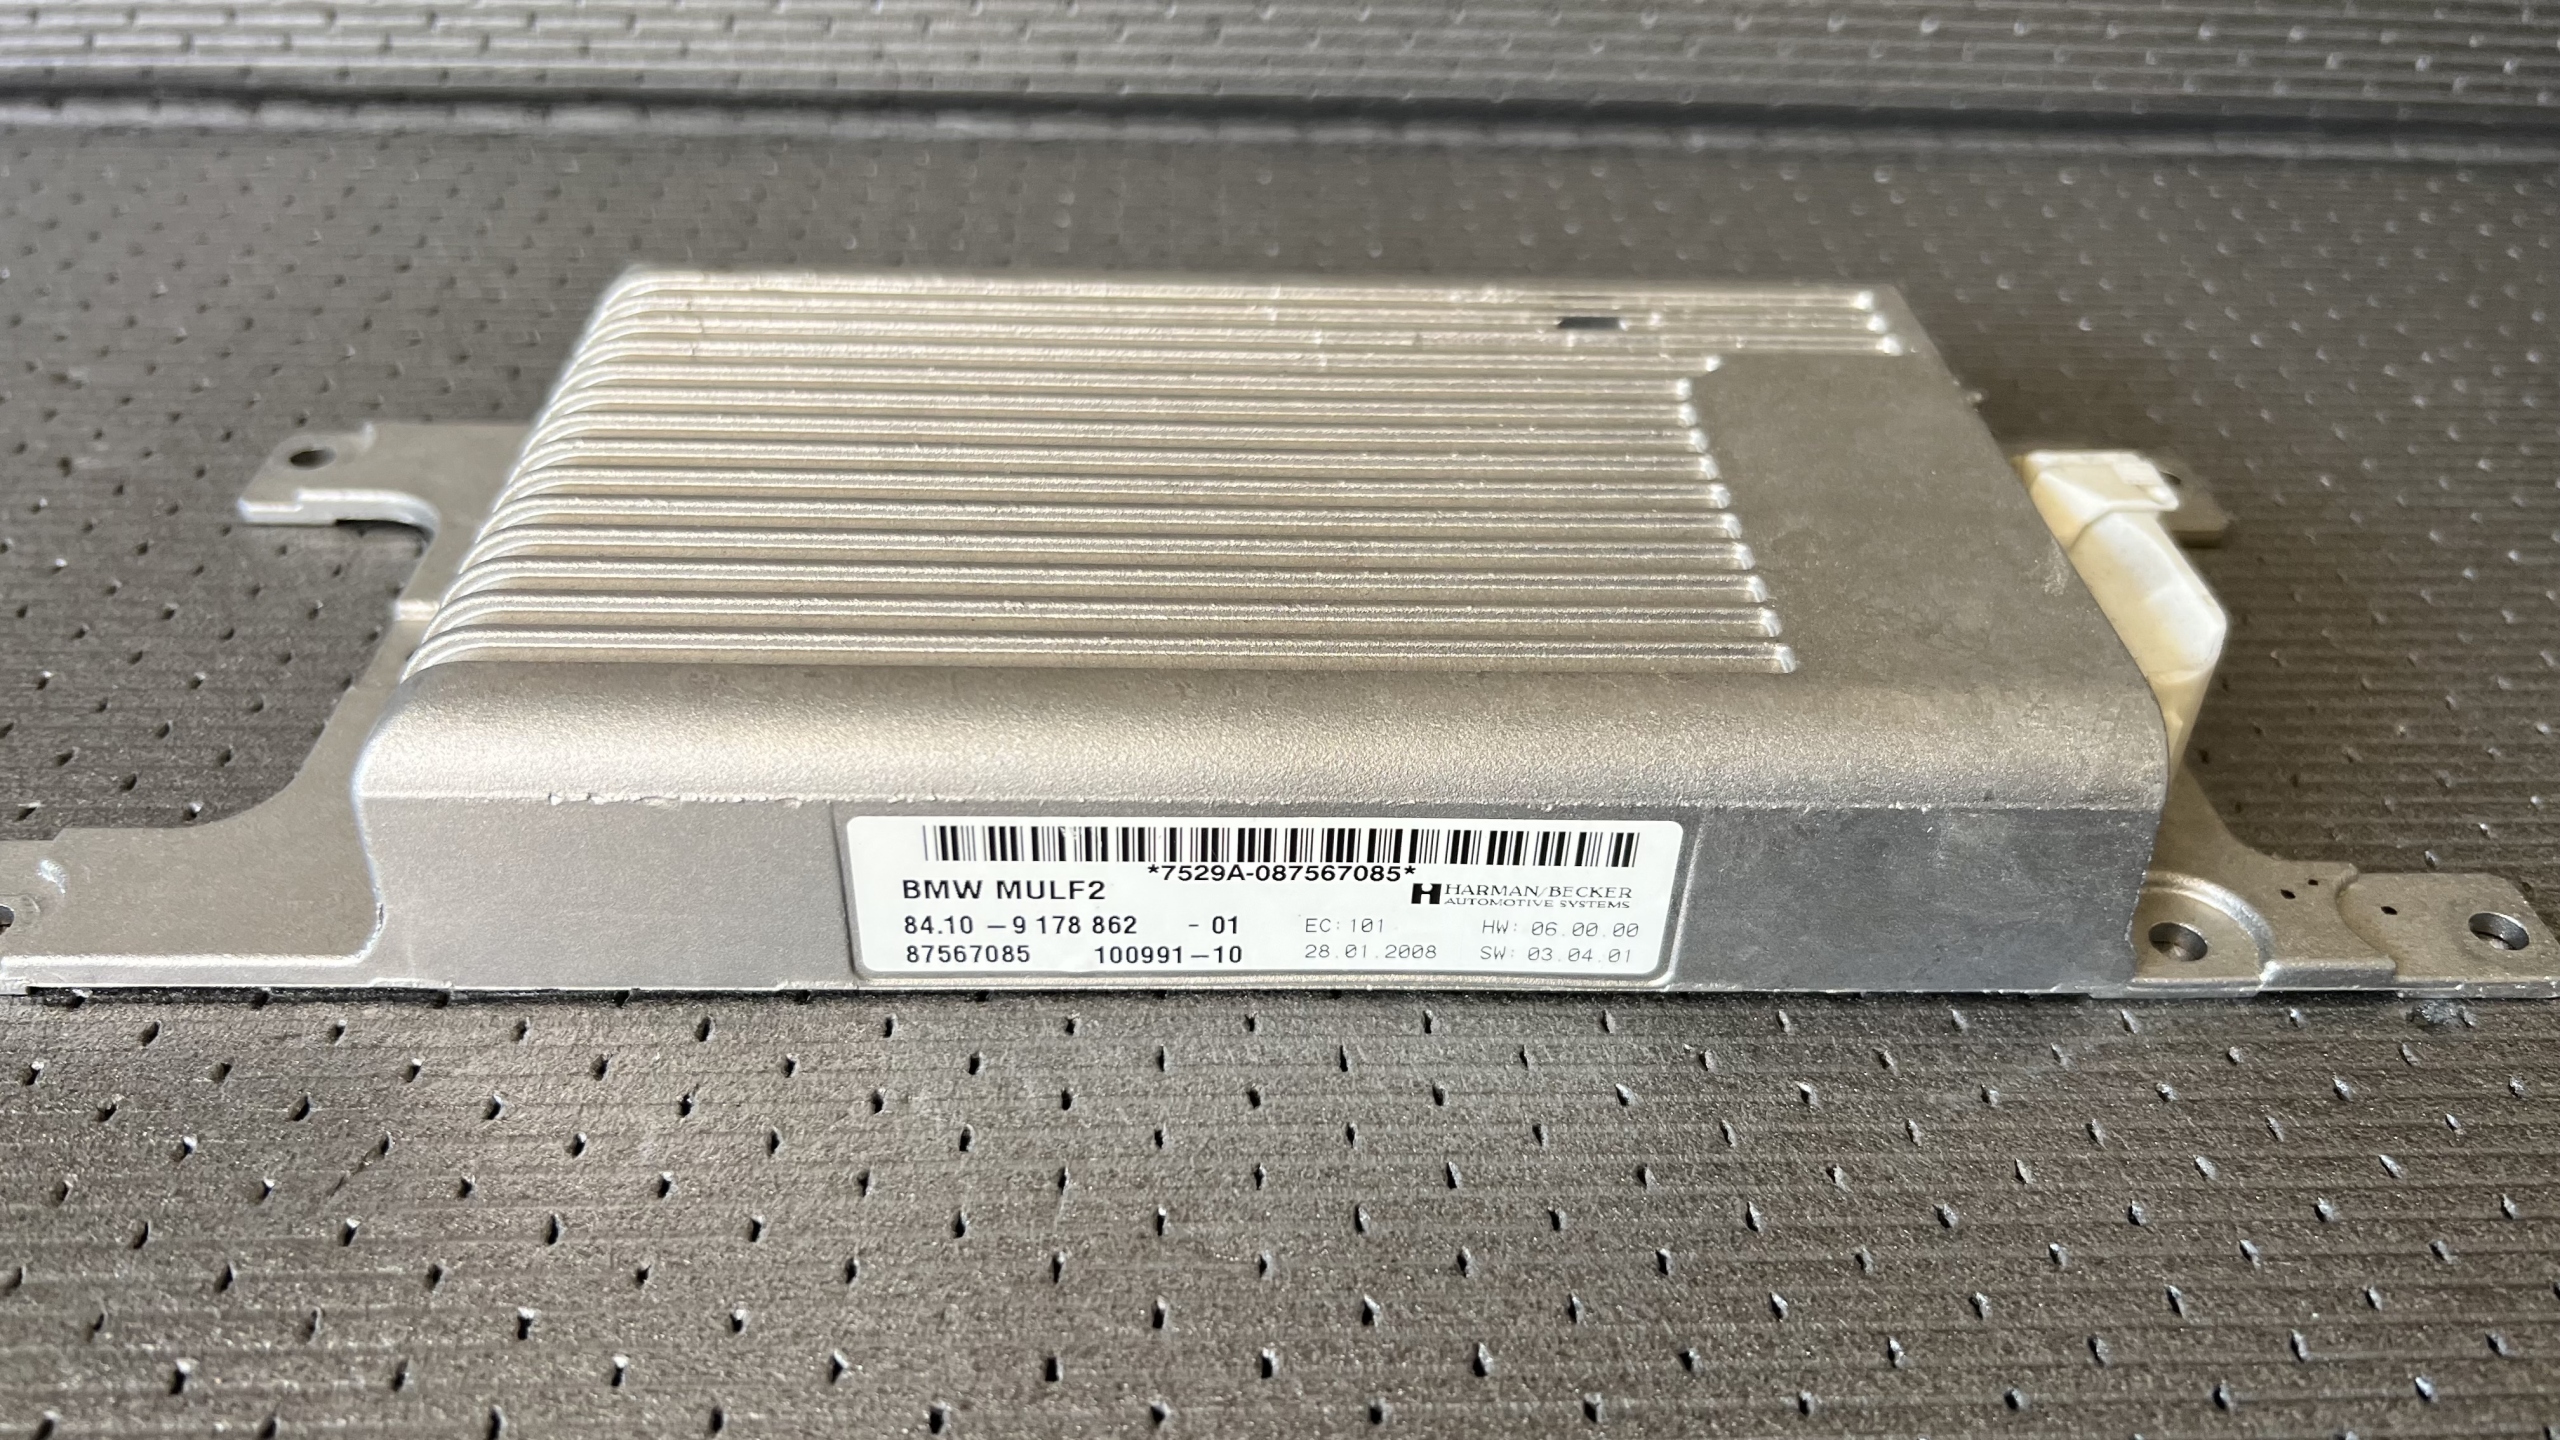 *7529A-087567085*
BMW MULF2
HARMAN/BECKER
AUTOMOTIVE SYSTEMS
84.10 – 9 178 862 - 01 EC: 101 HW: 06.00.00
87567085 100991–10 28.01.2008 SW: 03.04.01